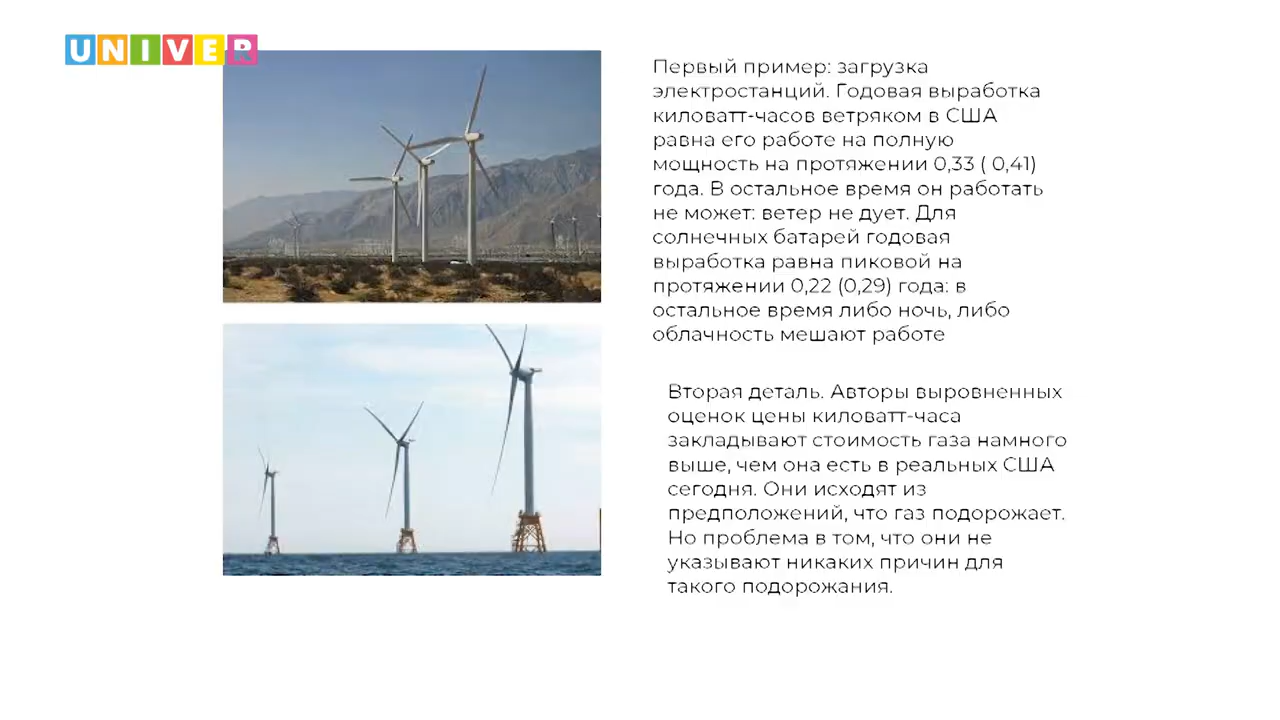 UNIVER
Первый пример: загрузка
электростанций. Годовая выработка
киловатт-часов ветряком в США
равна его работе на полную
мощность на протяжении 0,33 ( 0,41)
года. В остальное время он работать
не может: ветер не дует. Для
солнечных батарей годовая
выработка равна пиковой на
протяжении 0,22 (0,29) года: в
остальное время либо ночь, либо
облачность мешают работе
Вторая деталь. Авторы выровненных
оценок цены киловатт-часа
закладывают стоимость газа намного
выше, чем она есть в реальных США
сегодня. Они исходят из
предположений, что газ подорожает.
Но проблема в том, что они не
указывают никаких причин для
такого подорожания.